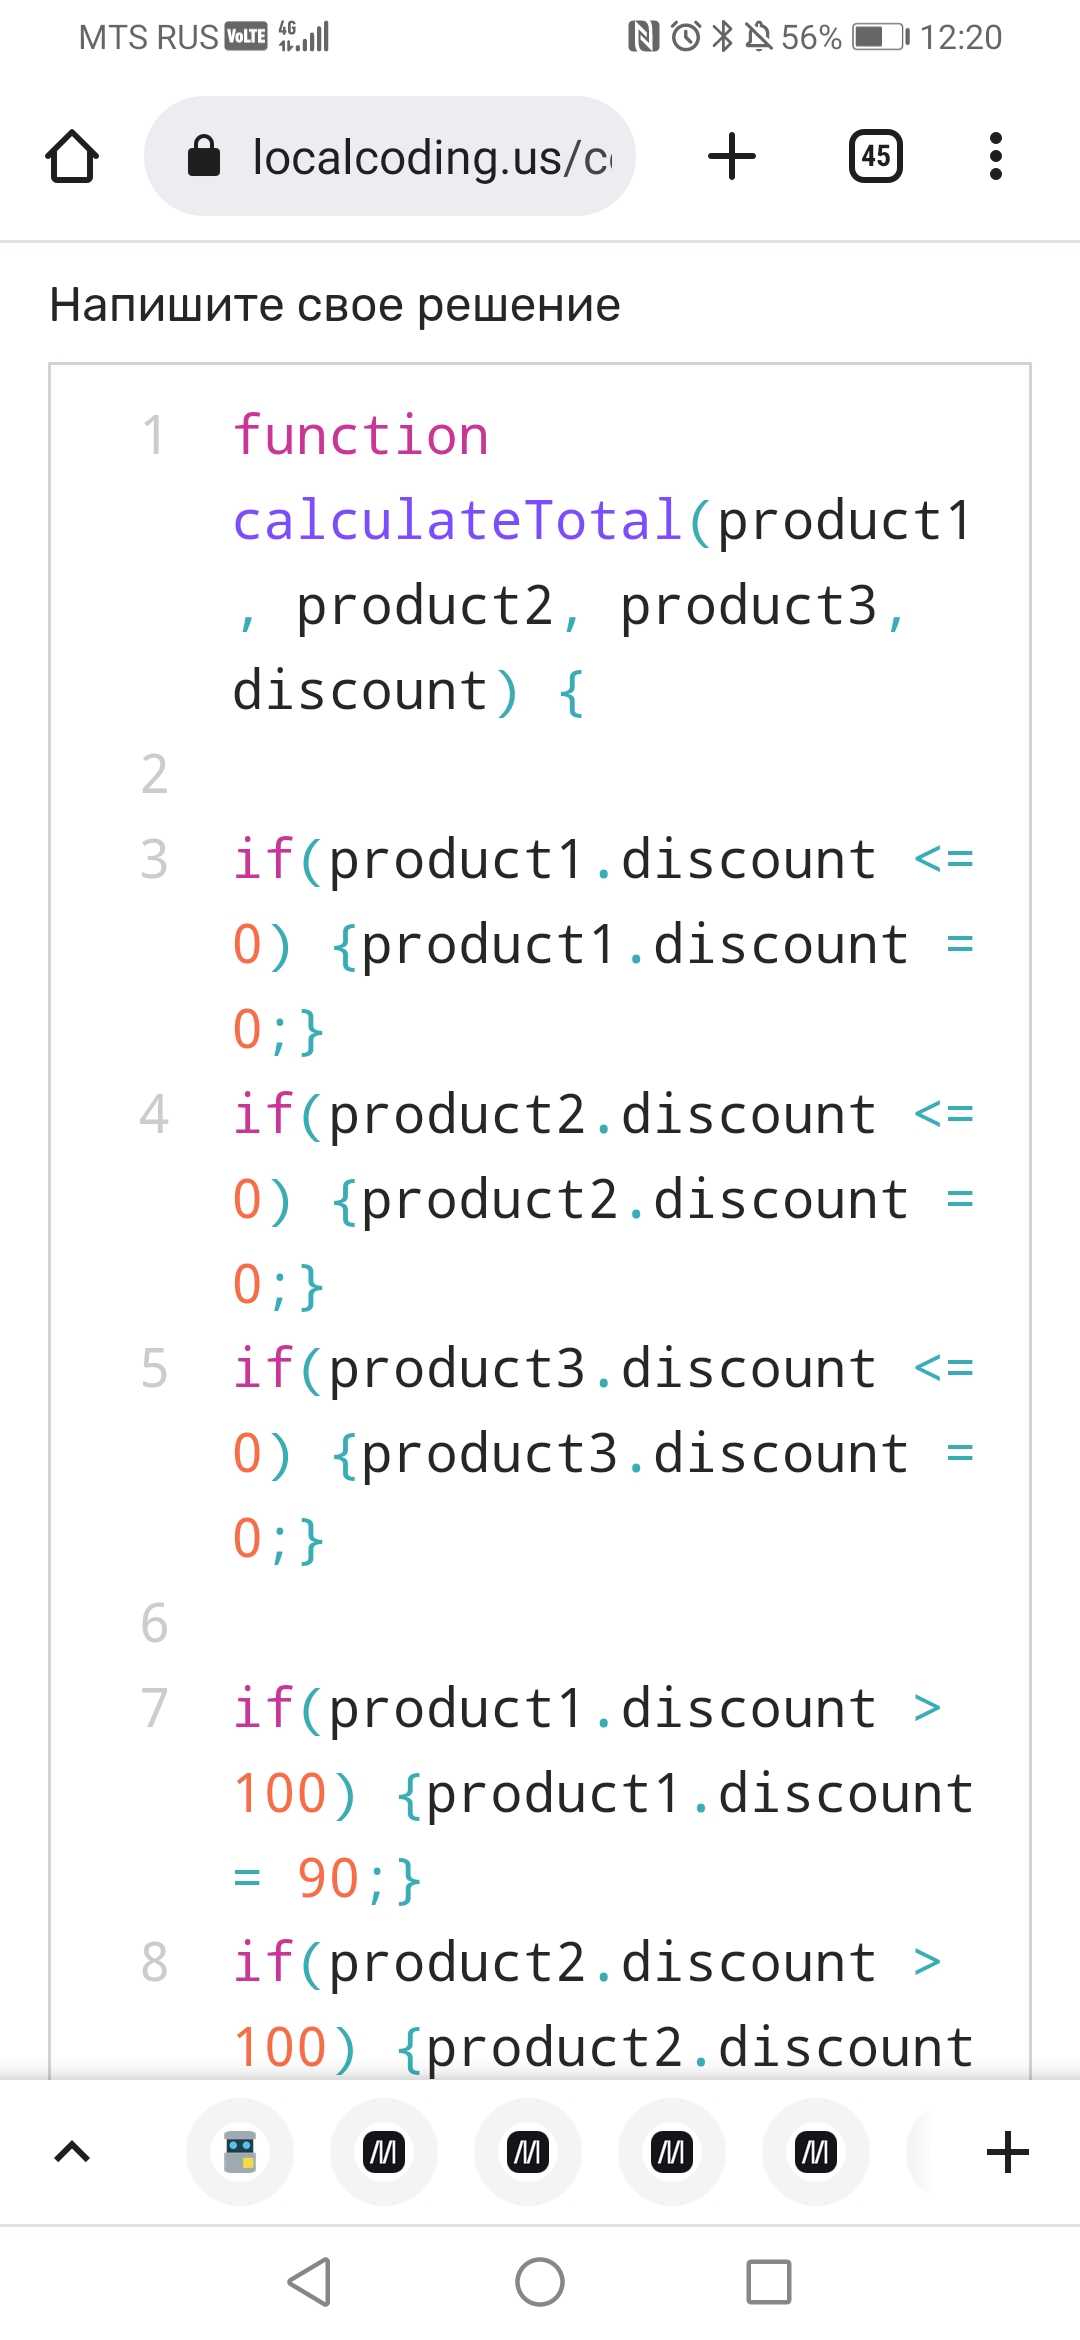 MTS RUS VoLTE 4G 56% 12:20
localcoding.us/c
45
Напишите свое решение
1 function
calculateTotal(product1
, product2, product3,
discount) {
2
3 if(product1.discount <=
0) {product1.discount =
0;}
4 if(product2.discount <=
0) {product2.discount =
0;}
5 if(product3.discount <=
0) {product3.discount =
0;}
6
7 if(product1.discount >
100) {product1.discount
= 90;}
8 if(product2.discount >
100) {product2.discount